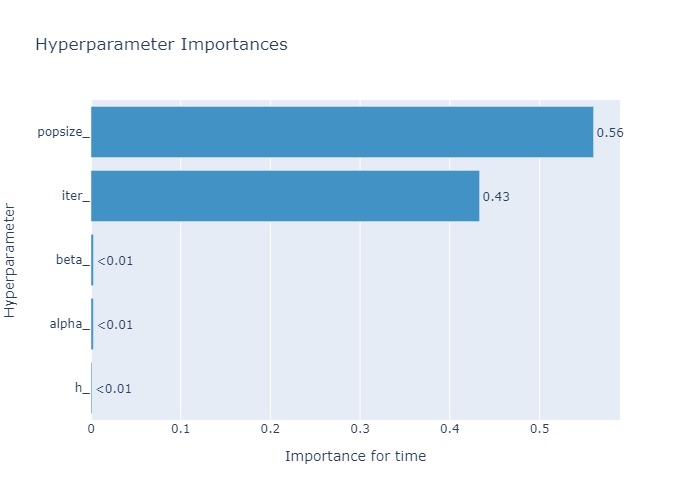 Hyperparameter Importances
Hyperparameter
popsize_ 0.56
iter_ 0.43
beta_ <0.01
alpha_ <0.01
h_ <0.01
0 0.1 0.2 0.3 0.4 0.5
Importance for time